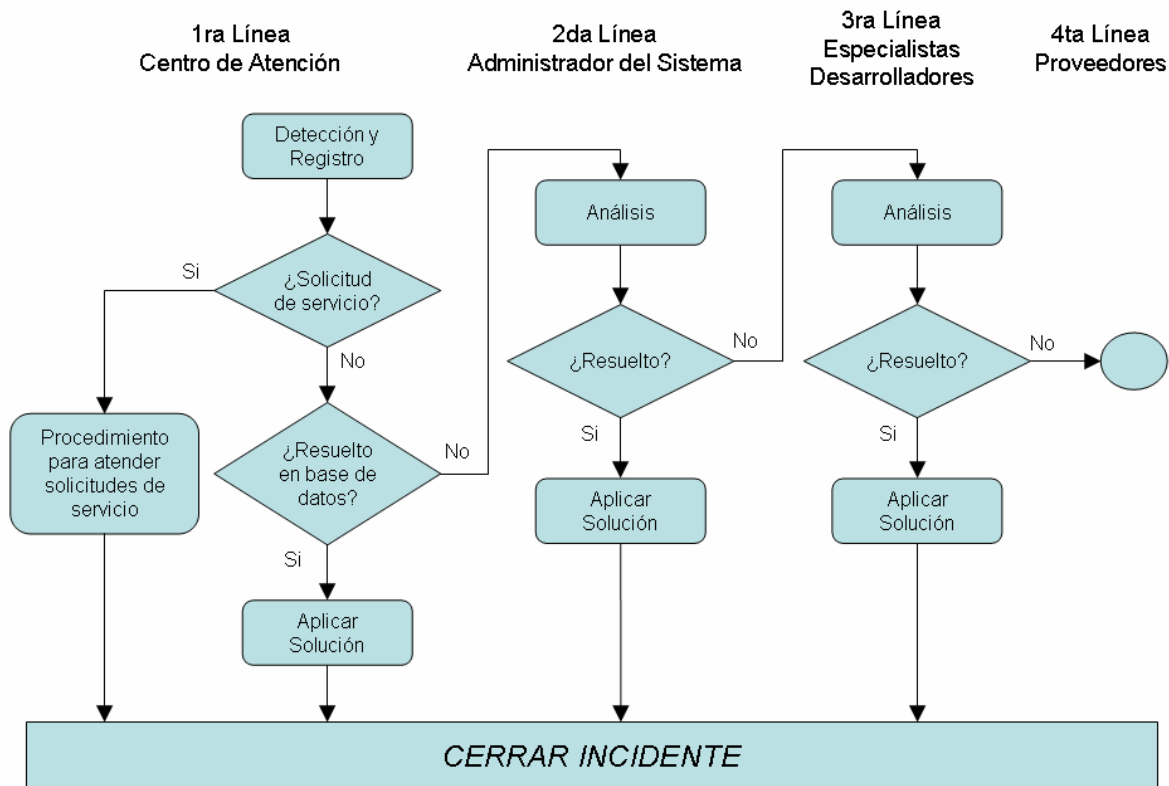 1ra Línea
Centro de Atención
2da Línea
Administrador del Sistema
3ra Línea
Especialistas
Desarrolladores
4ta Línea
Proveedores
Detección y
Registro
¿Solicitud
de servicio?
Si
No
Procedimiento
para atender
solicitudes de
servicio
¿Resuelto
en base de
datos?
No
Si
Aplicar
Solución
Análisis
¿Resuelto?
No
Si
Aplicar
Solución
Análisis
¿Resuelto?
No
Si
Aplicar
Solución
CERRAR INCIDENTE